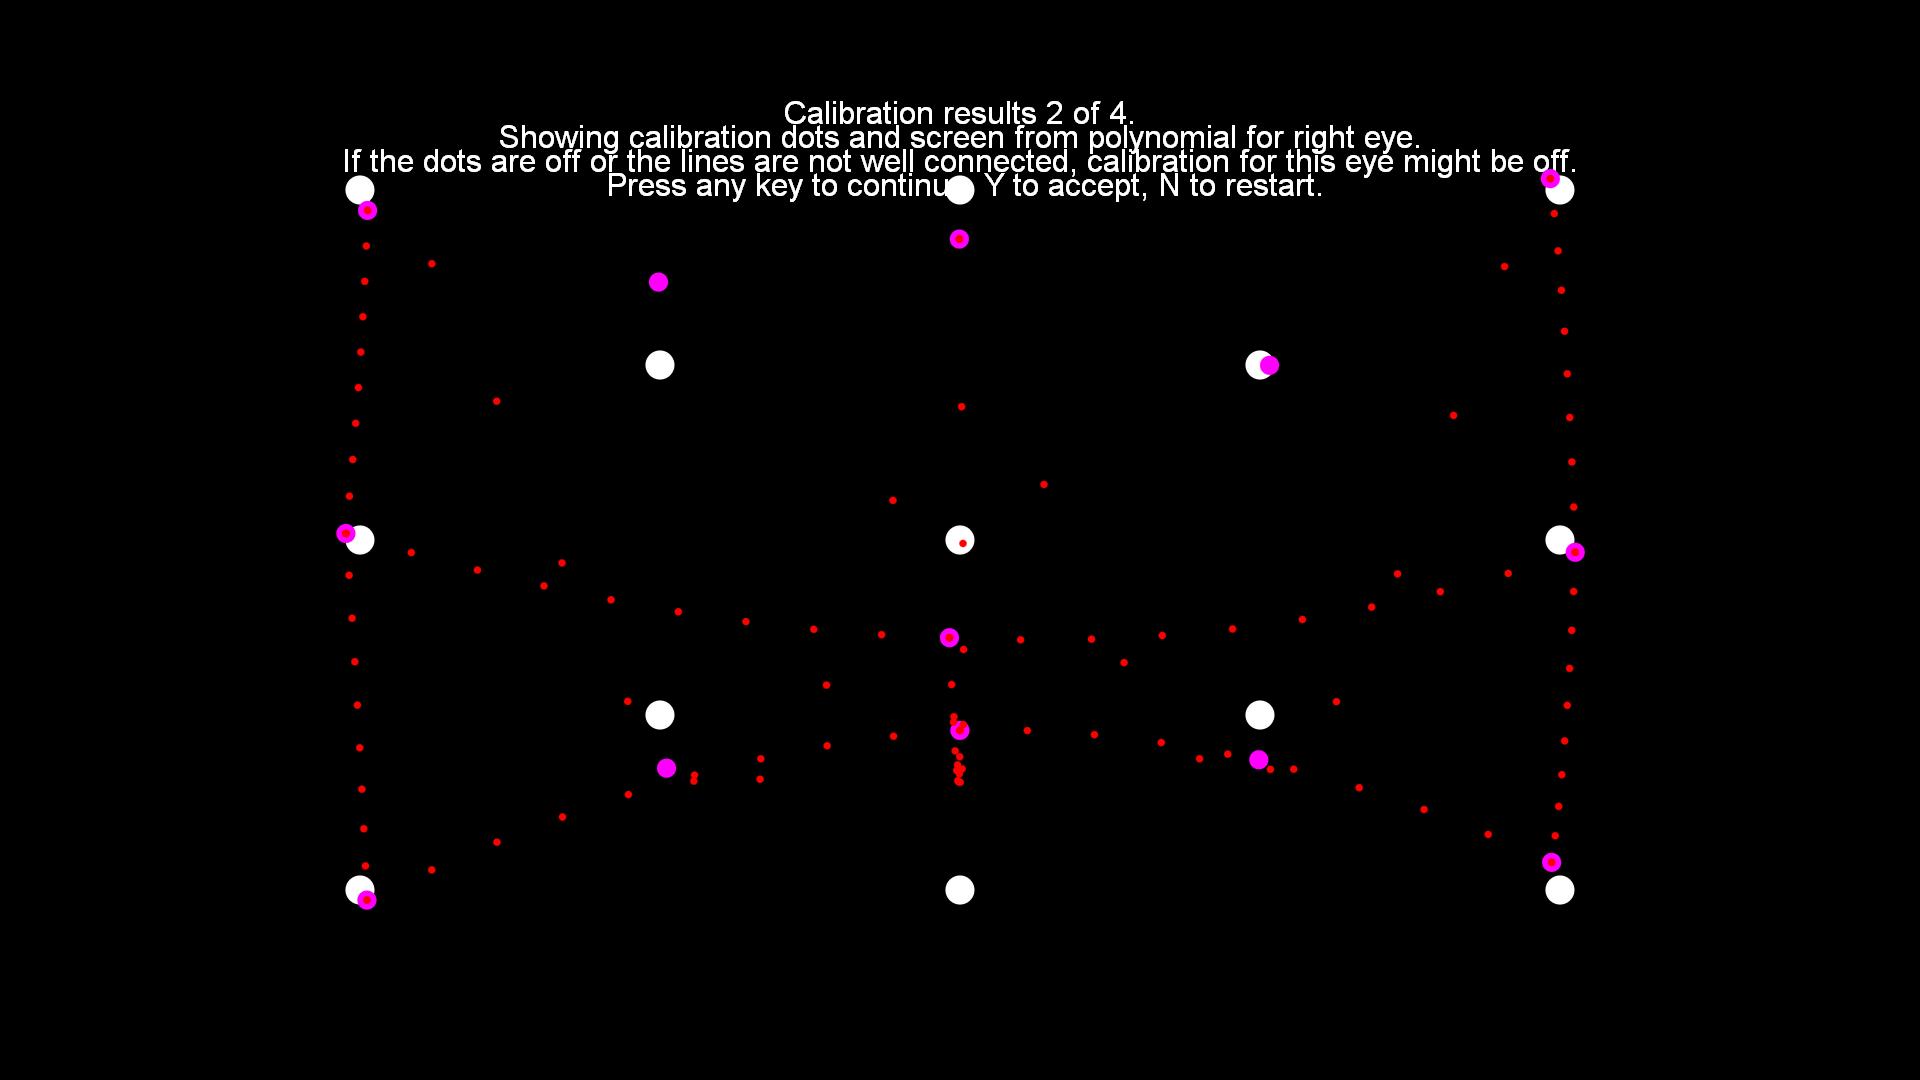 Calibration results 2 of 4.
Showing calibration dots and screen from polynomial for right eye.
If the dots are off or the lines are not well connected, calibration for this eye might be off.
Press any key to continu Y to accept, N to restart.